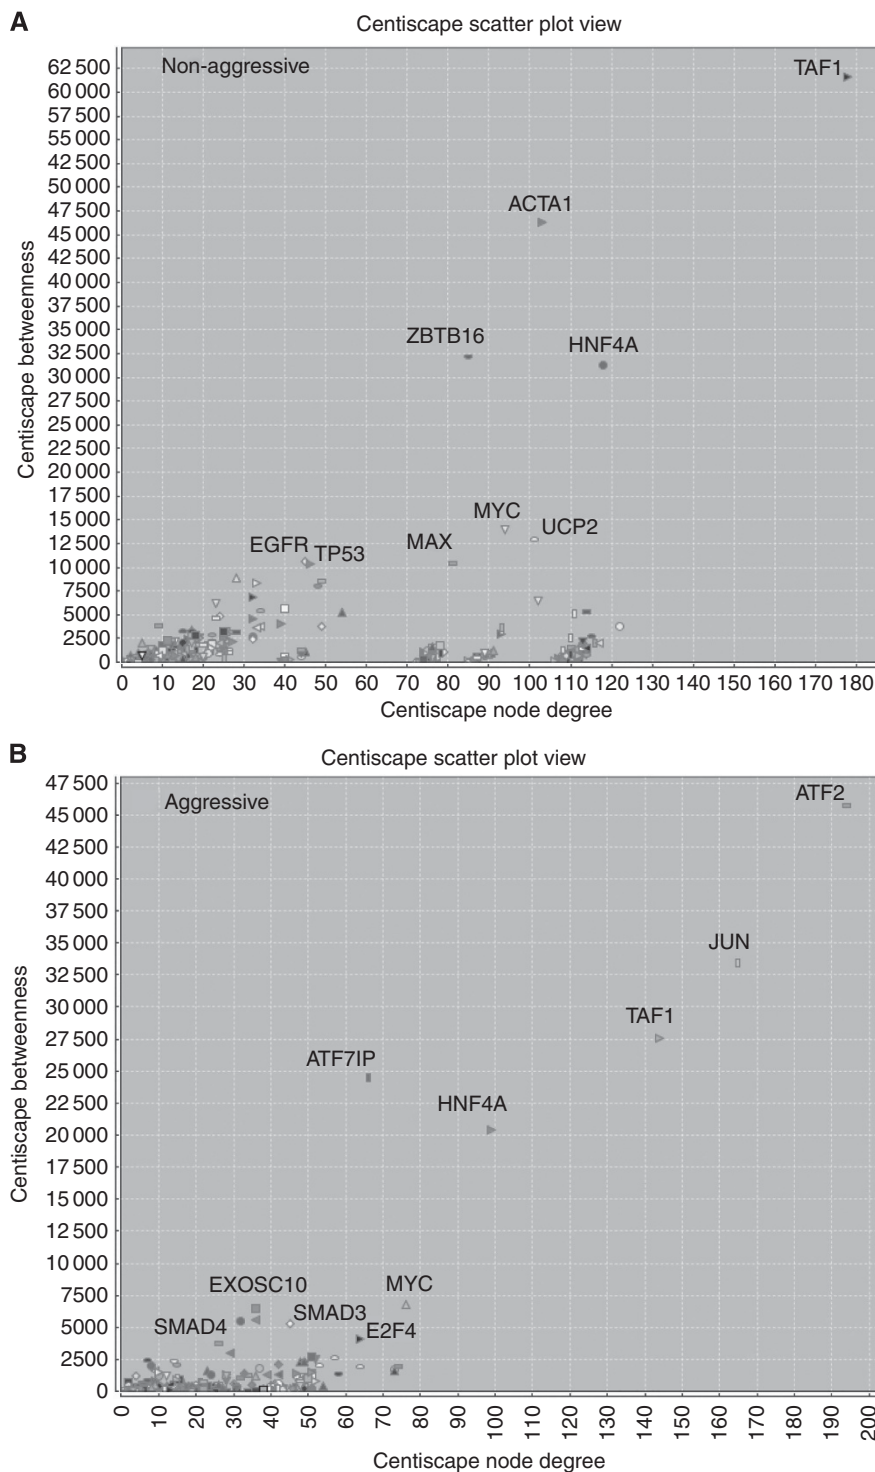 A
Centiscape scatter plot view
Non-aggressive
Centiscape betweenness
62 500
60 000
57 500
55 000
52 500
50 000
47 500
45 000
42 500
40 000
37 500
35 000
32 500
30 000
27 500
25 000
22 500
20 000
17 500
15 000
12 500
10 000
7500
5000
2500
0
TAF1
ACTA1
ZBTB16
HNF4A
MYC
UCP2
MAX
EGFR
TP53
0 10 20 30 40 50 60 70 80 90 100 110 120 130 140 150 160 170 180
Centiscape node degree
B
Centiscape scatter plot view
Aggressive
Centiscape betweenness
47 500
45 000
42 500
40 000
37 500
35 000
32 500
30 000
27 500
25 000
22 500
20 000
17 500
15 000
12 500
10 000
7500
5000
2500
0
ATF2
JUN
TAF1
ATF7IP
HNF4A
EXOSC10
MYC
SMAD4
SMAD3
E2F4
0 10 20 30 40 50 60 70 80 90 100 110 120 130 140 150 160 170 180 190 200
Centiscape node degree